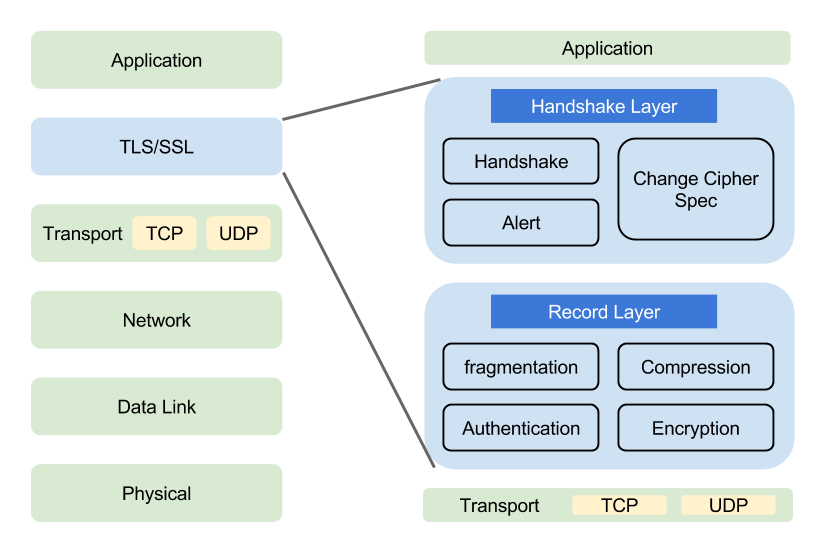 Application
TLS/SSL
Transport TCP UDP
Network
Data Link
Physical
Application
Handshake Layer
Handshake
Alert
Change Cipher
Spec
Record Layer
fragmentation
Compression
Authentication
Encryption
Transport TCP UDP